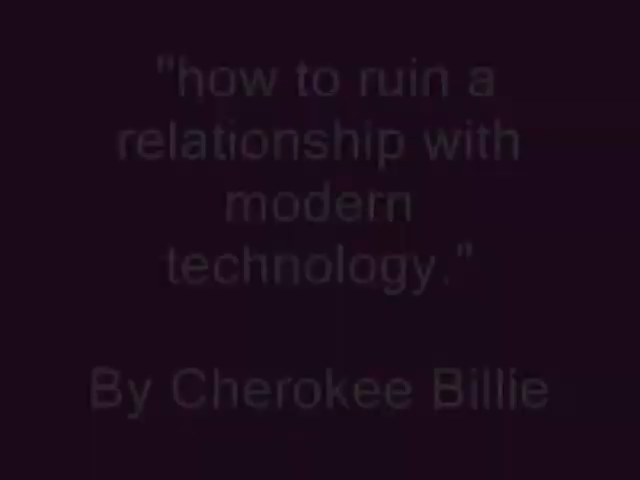 "how to ruin a
relationship with
modern
technology."
By Cherokee Billie